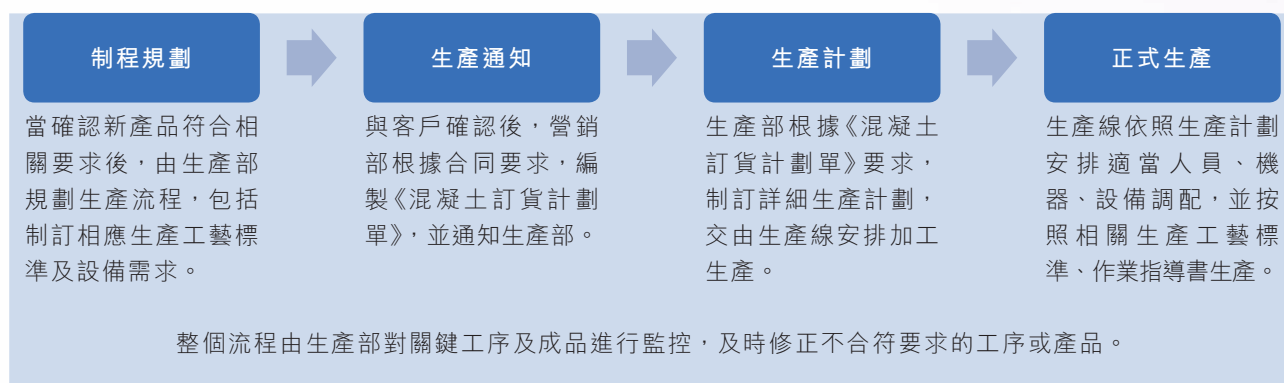 制程規劃
當確認新產品符合相
關要求後，由生產部
規劃生產流程，包括
制訂相應生產工藝標
準及設備需求。
生產通知
與客戶確認後，營銷
部根據合同要求，編
製《混凝土訂貨計劃
單》，並通知生產部。
生產計劃
生產部根據《混凝土
訂貨計劃單》要求，
制訂詳細生產計劃，
交由生產線安排加工
生產。
正式生產
生產線依照生產計劃
安排適當人員、機
器、設備調配，並按
照相關生產工藝標
準、作業指導書生產。
整個流程由生產部對關鍵工序及成品進行監控，及時修正不合符要求的工序或產品。